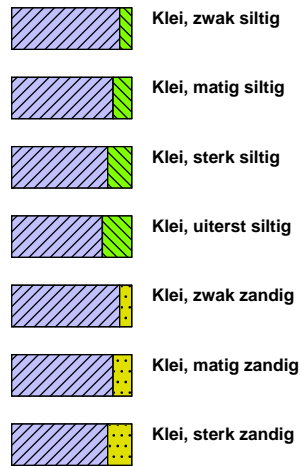 Klei, zwak siltig
Klei, matig siltig
Klei, sterk siltig
Klei, uiterst siltig
Klei, zwak zandig
Klei, matig zandig
Klei, sterk zandig